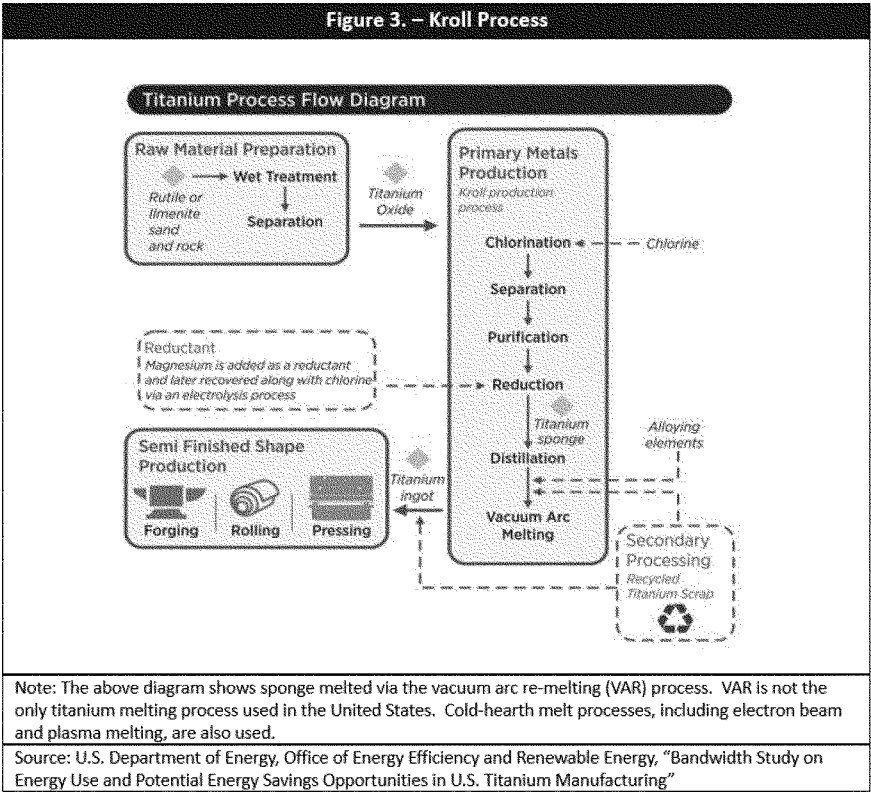 Figure 3. – Kroll Process
Titanium Process Flow Diagram
Raw Material Preparation
Wet Treatment
Rutile or
limenite
sand
and rock
Separation
Titanium
Oxide
Primary Metals
Production
Kroll production
process
Chlorination
Chlorine
Separation
Purification
Reductant
Magnesium is added as a reductant
and later recovered along with chlorine
via an electrolysis process
Reduction
Titanium
sponge
Alloying
elements
Distillation
Semi Finished Shape
Production
Forging
Rolling
Pressing
Titanium
ingot
Vacuum Arc
Melting
Secondary
Processing
Recycled
Titanium Scrap
Note: The above diagram shows sponge melted via the vacuum arc re-melting (VAR) process. VAR is not the
only titanium melting process used in the United States. Cold-hearth melt processes, including electron beam
and plasma melting, are also used.
Source: U.S. Department of Energy, Office of Energy Efficiency and Renewable Energy, “Bandwidth Study on
Energy Use and Potential Energy Savings Opportunities in U.S. Titanium Manufacturing”